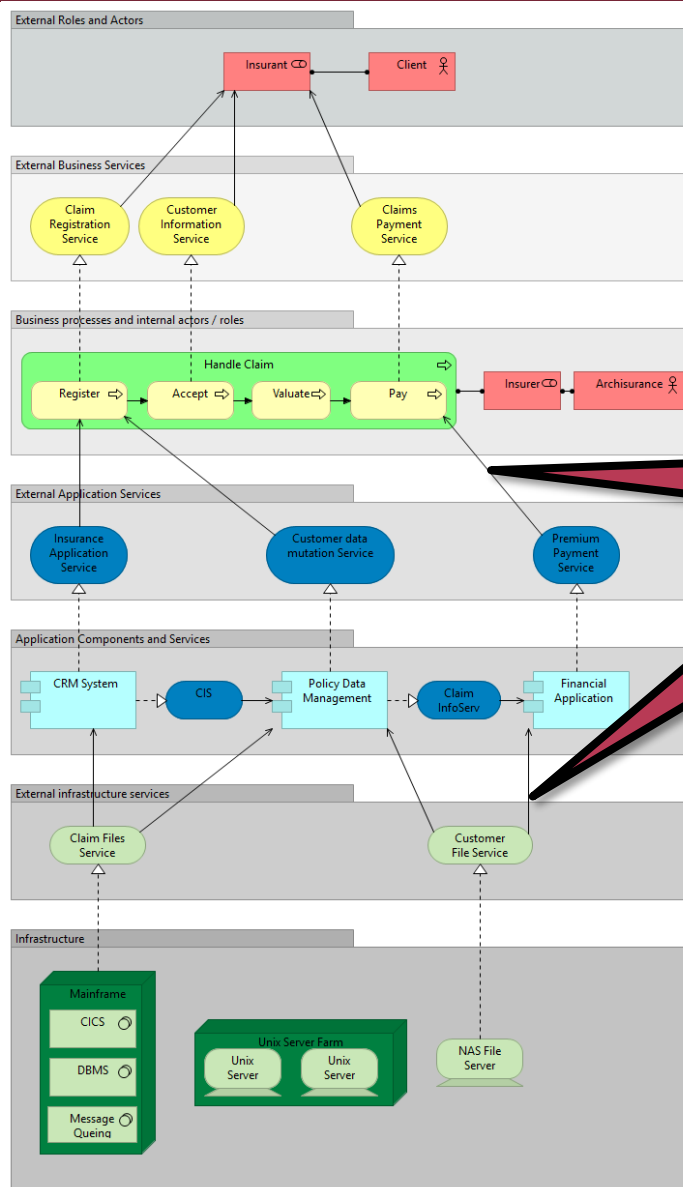 External Roles and Actors
Insurant
Client
External Business Services
Claim
Registration
Service
Customer
Information
Service
Claims
Payment
Service
Business processes and internal actors / roles
Handle Claim
Register
Accept
Valuate
Pay
Insurer
Archisurance
External Application Services
Insurance
Application
Service
Customer data
mutation Service
Premium
Payment
Service
Application Components and Services
CRM System
CIS
Policy Data
Management
Claim
InfoServ
Financial
Application
External infrastructure services
Claim Files
Service
Customer
File Service
Infrastructure
Mainframe
CICS
DBMS
Message
Queing
Unix Server Farm
Unix
Server
Unix
Server
NAS File
Server